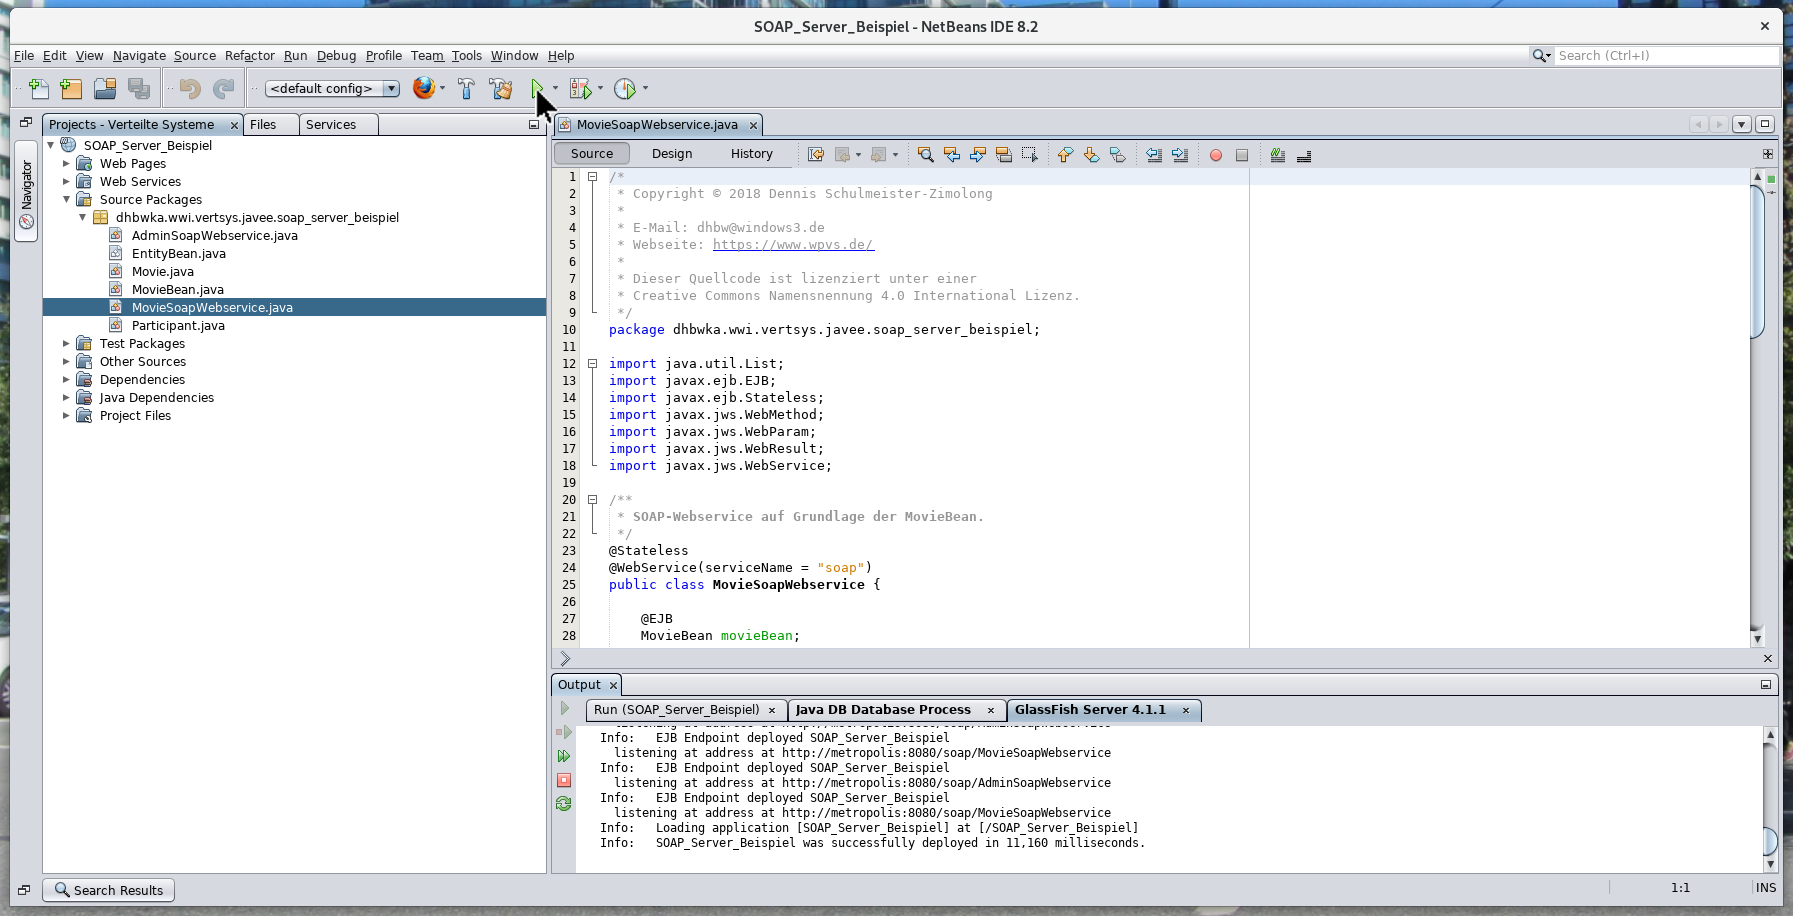 SOAP_Server_Beispiel - NetBeans IDE 8.2
File Edit View Navigate Source Refactor Run Debug Profile Team Tools Window Help
Search (Ctrl+I)
<default config>
Projects - Verteilte Systeme
Files
Services
Navigator
SOAP_Server_Beispiel
Web Pages
Web Services
Source Packages
dhbwka.wwi.vertsys.javee.soap_server_beispiel
AdminSoapWebservice.java
EntityBean.java
Movie.java
MovieBean.java
MovieSoapWebservice.java
Participant.java
Test Packages
Other Sources
Dependencies
Java Dependencies
Project Files
MovieSoapWebservice.java
Source Design History
1 /*
2 * Copyright © 2018 Dennis Schulmeister-Zimolong
3 *
4 * E-Mail: dhbw@windows3.de
5 * Webseite: https://www.wpvs.de/
6 *
7 * Dieser Quellcode ist lizenziert unter einer
8 * Creative Commons Namensnennung 4.0 International Lizenz.
9 */
10 package dhbwka.wwi.vertsys.javee.soap_server_beispiel;
11
12 import java.util.List;
13 import javax.ejb.EJB;
14 import javax.ejb.Stateless;
15 import javax.jws.WebMethod;
16 import javax.jws.WebParam;
17 import javax.jws.WebResult;
18 import javax.jws.WebService;
19
20 /**
21 * SOAP-Webservice auf Grundlage der MovieBean.
22 */
23 @Stateless
24 @WebService(serviceName = "soap")
25 public class MovieSoapWebservice {
26
27 @EJB
28 MovieBean movieBean;
Output
Run (SOAP_Server_Beispiel)
Java DB Database Process
GlassFish Server 4.1.1
Info: EJB Endpoint deployed SOAP_Server_Beispiel
listening at address at http://metropolis:8080/soap/MovieSoapWebservice
Info: EJB Endpoint deployed SOAP_Server_Beispiel
listening at address at http://metropolis:8080/soap/AdminSoapWebservice
Info: EJB Endpoint deployed SOAP_Server_Beispiel
listening at address at http://metropolis:8080/soap/MovieSoapWebservice
Info: Loading application [SOAP_Server_Beispiel] at [/SOAP_Server_Beispiel]
Info: SOAP_Server_Beispiel was successfully deployed in 11,160 milliseconds.
Search Results
1:1
INS